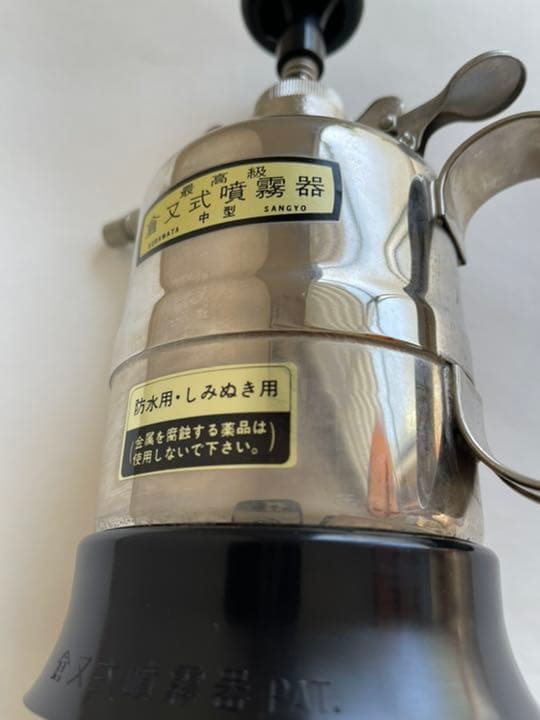 最高級
倉又式噴霧器
KURAMATA 中型 SANGYO
防水用・しみぬき用
(金属を腐蝕する薬品は
使用しないで下さい。)
倉又式噴霧器 PAT.